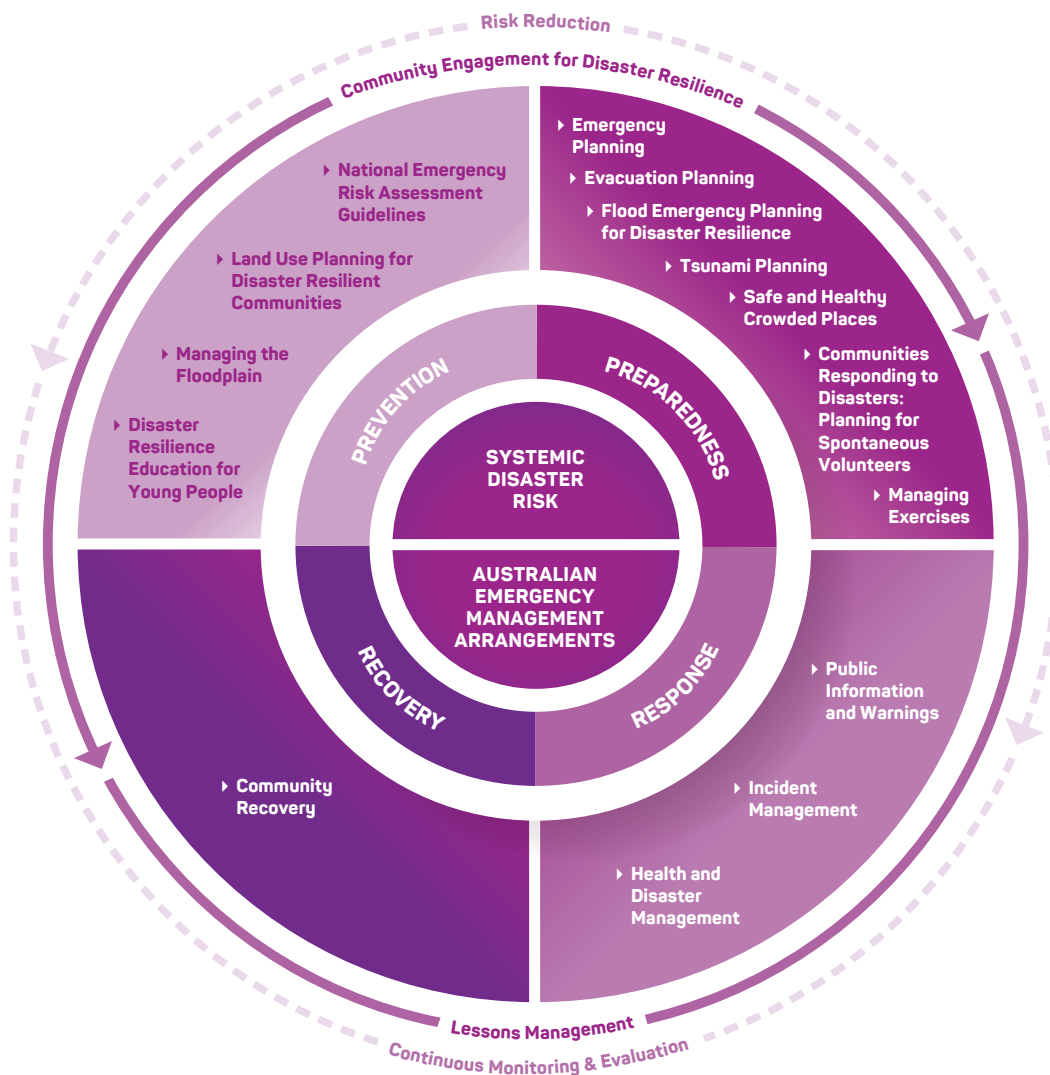 Risk Reduction
Community Engagement for Disaster Resilience
National Emergency
Risk Assessment
Guidelines
Land Use Planning for
Disaster Resilient
Communities
Managing the
Floodplain
Disaster
Resilience
Education for
Young People
Emergency
Planning
Evacuation Planning
Flood Emergency Planning
for Disaster Resilience
Tsunami Planning
Safe and Healthy
Crowded Places
Communities
Responding to
Disasters:
Planning for
Spontaneous
Volunteers
Managing
Exercises
PREVENTION
PREPAREDNESS
SYSTEMIC
DISASTER
RISK
AUSTRALIAN
EMERGENCY
MANAGEMENT
ARRANGEMENTS
RECOVERY
RESPONSE
Community
Recovery
Public
Information
and Warnings
Incident
Management
Health and
Disaster
Management
Lessons Management
Continuous Monitoring & Evaluation